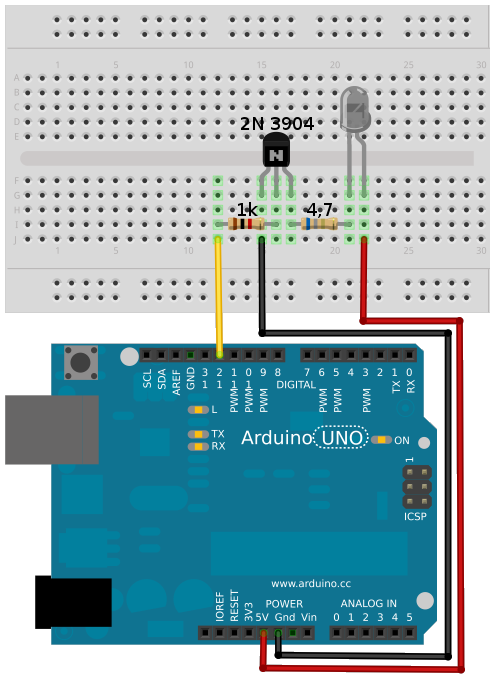 1 5 10 15 20 25 30
A
B
C
D
E
2N 3904
N
F
G
H
I
J
1k 4,7
1 5 10 15 20 25 30
SCL
SDA
AREF
GND
13
12
PWM 11
PWM 10
PWM 9
8
DIGITAL
7
PWM 6
PWM 5
4
PWM 3
2
TX 1
RX 0
L
TX
RX
Arduino UNO
ON
1
ICSP
www.arduino.cc
POWER
ANALOG IN
IOREF
RESET
3V3
5V Gnd Vin
0 1 2 3 4 5